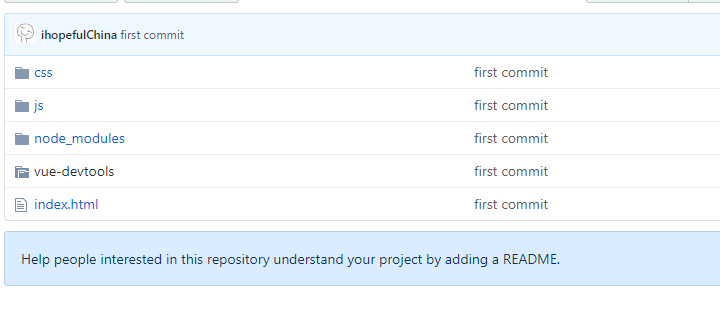 ihopefulChina first commit
css first commit
js first commit
node_modules first commit
vue-devtools first commit
index.html first commit
Help people interested in this repository understand your project by adding a README.